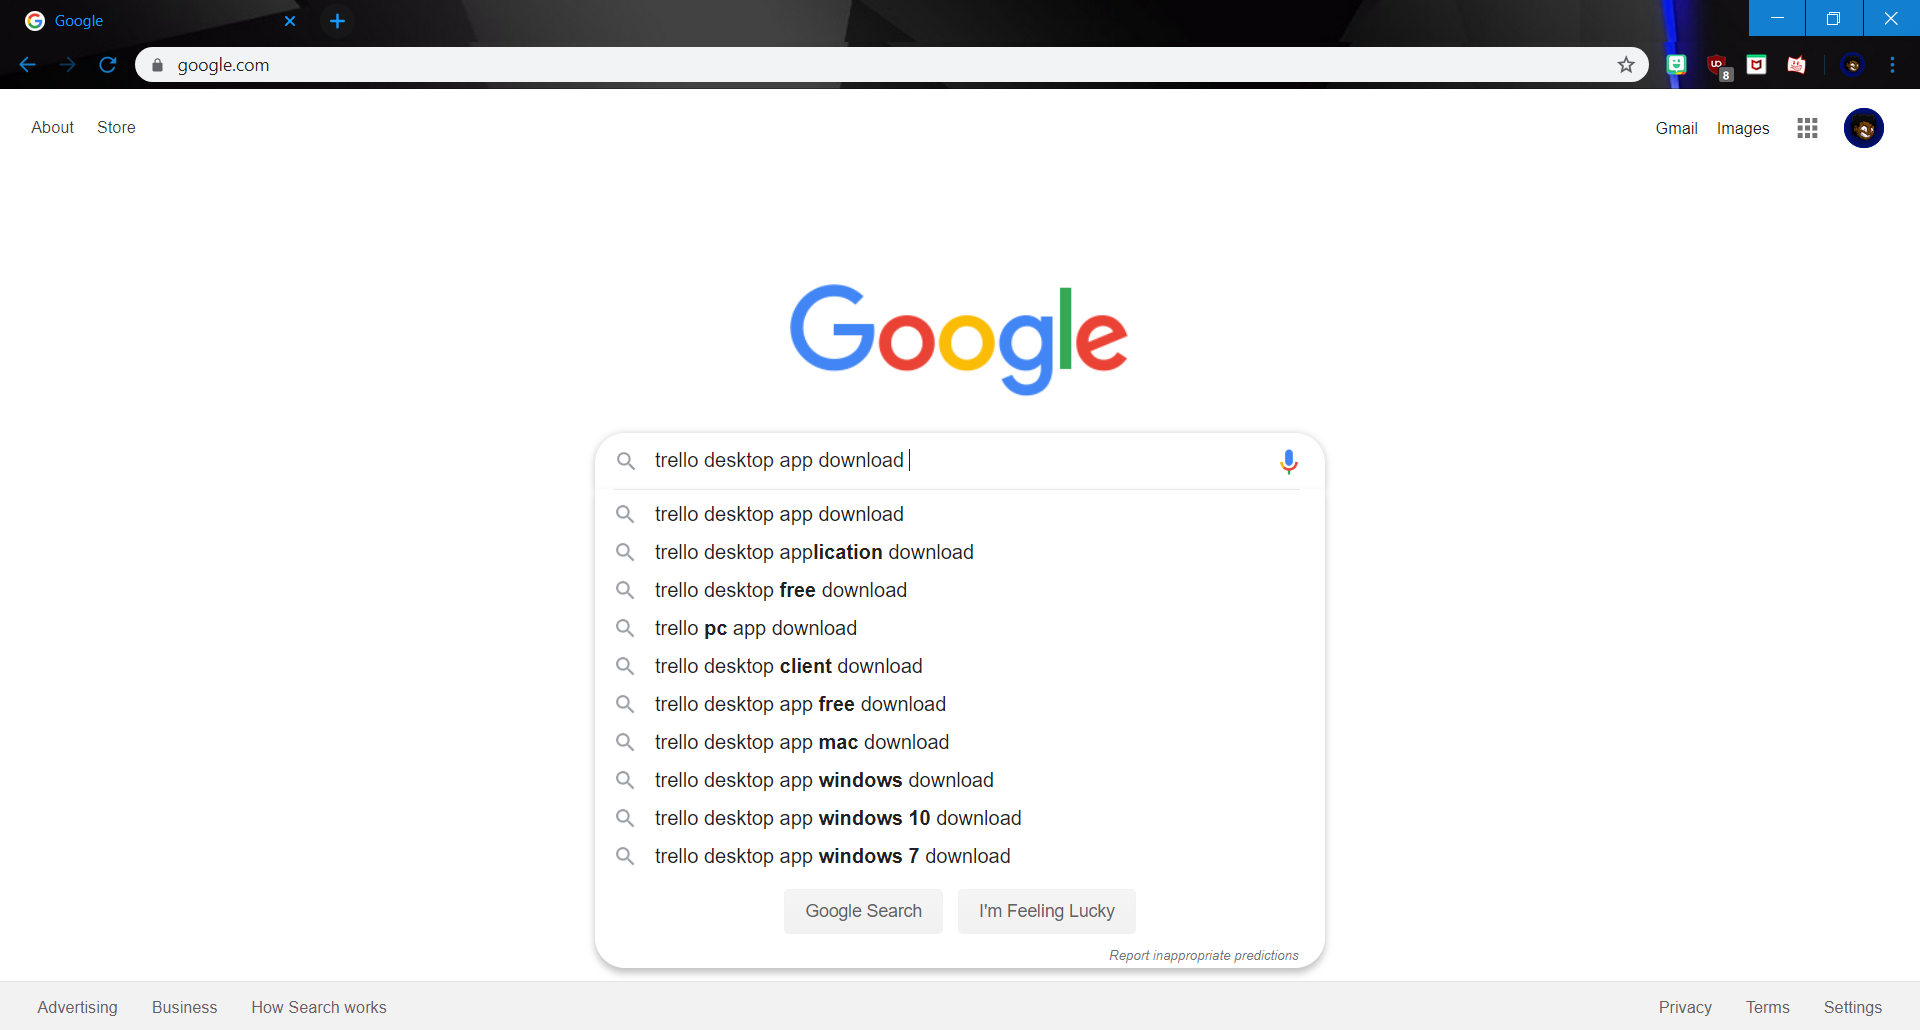 Google
google.com
8
About Store
Gmail Images
Google
trello desktop app download
trello desktop app download
trello desktop application download
trello desktop free download
trello pc app download
trello desktop client download
trello desktop app free download
trello desktop app mac download
trello desktop app windows download
trello desktop app windows 10 download
trello desktop app windows 7 download
Google Search I'm Feeling Lucky
Report inappropriate predictions
Advertising Business How Search works
Privacy Terms Settings